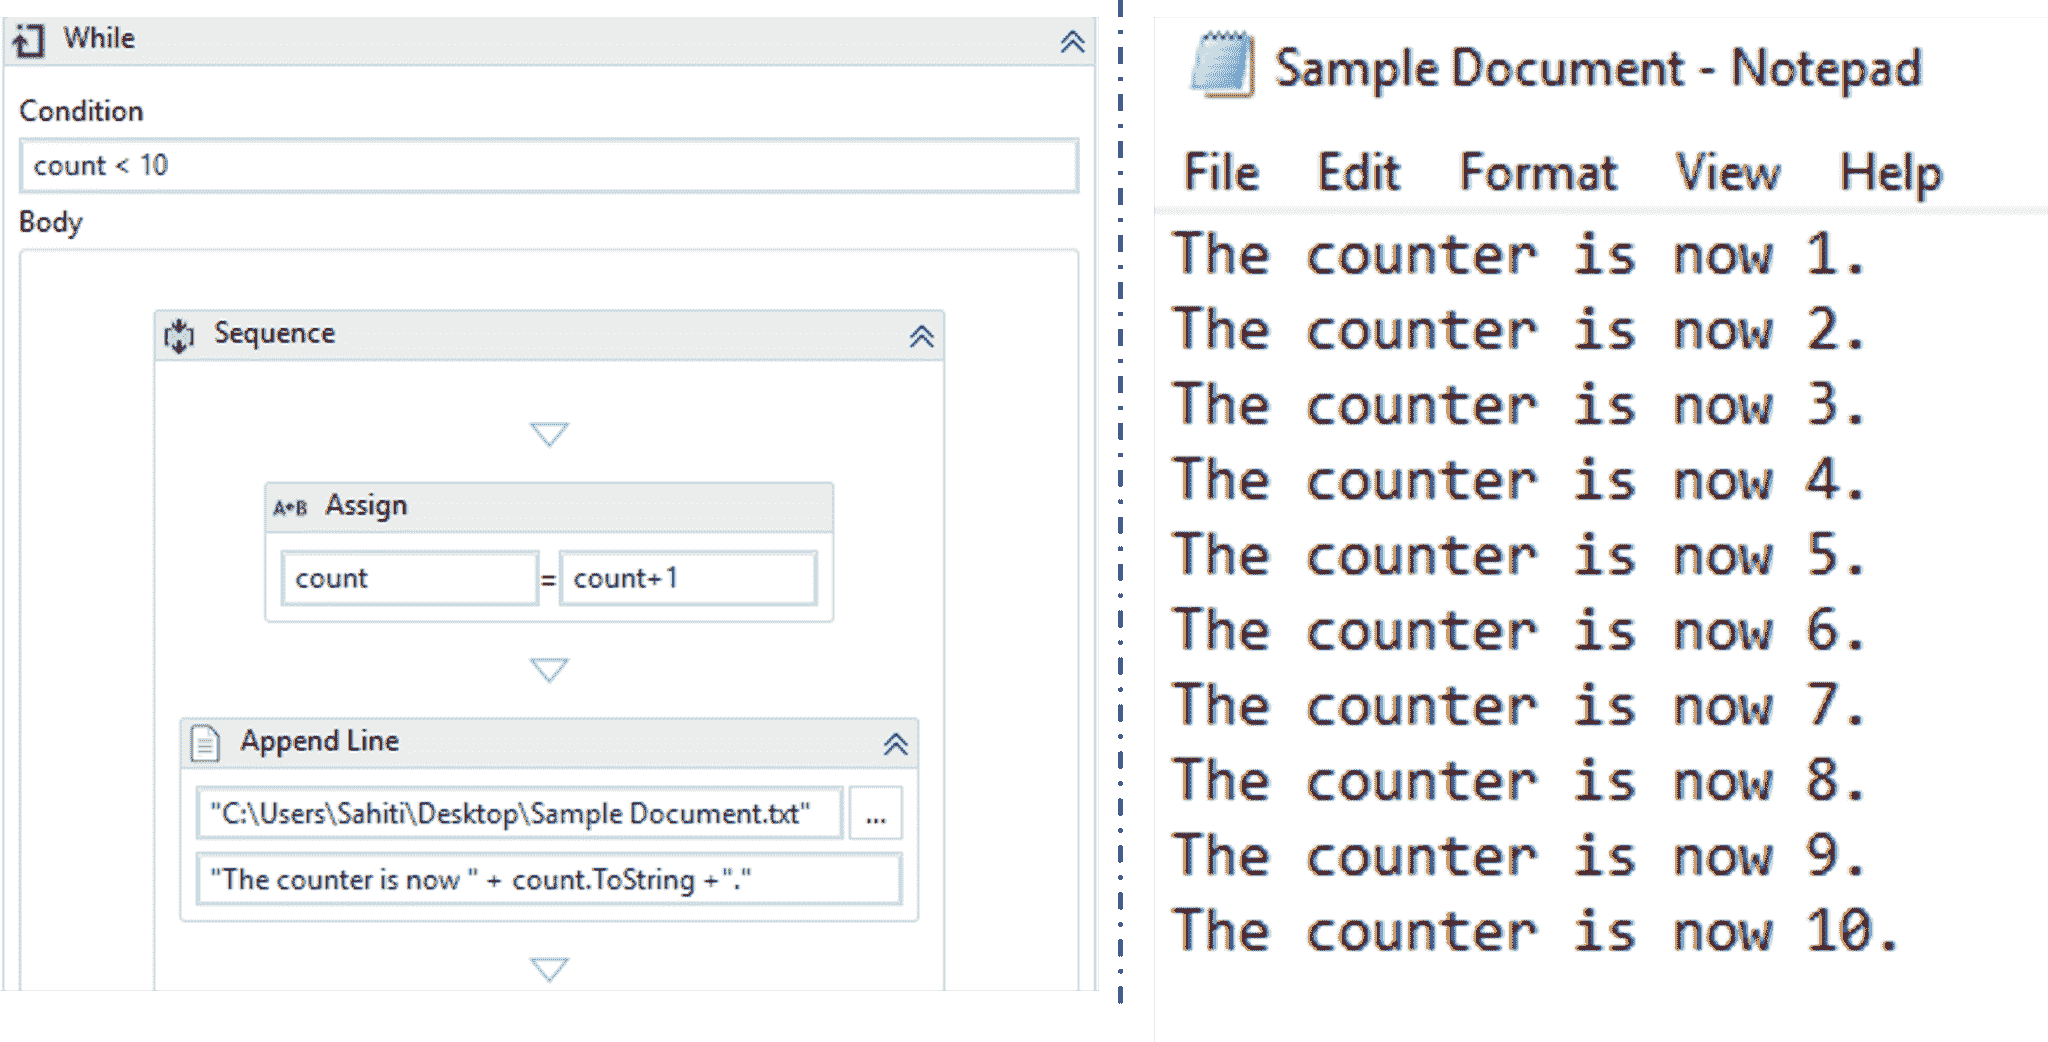 While
Condition
count < 10
Body
Sequence
A•B Assign
count = count+1
Append Line
"C:\Users\Sahiti\Desktop\Sample Document.txt" ...
"The counter is now " + count.ToString +"."
Sample Document - Notepad
File Edit Format View Help
The counter is now 1.
The counter is now 2.
The counter is now 3.
The counter is now 4.
The counter is now 5.
The counter is now 6.
The counter is now 7.
The counter is now 8.
The counter is now 9.
The counter is now 10.